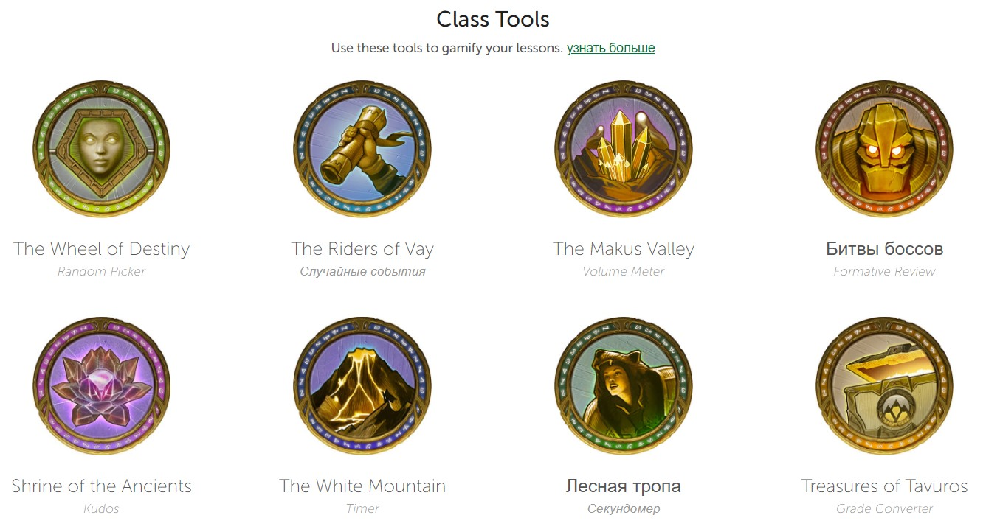 Class Tools
Use these tools to gamify your lessons. узнать больше
The Wheel of Destiny
Random Picker
The Riders of Vay
Случайные события
The Makus Valley
Volume Meter
Битвы боссов
Formative Review
Shrine of the Ancients
Kudos
The White Mountain
Timer
Лесная тропа
Секундомер
Treasures of Tavuros
Grade Converter